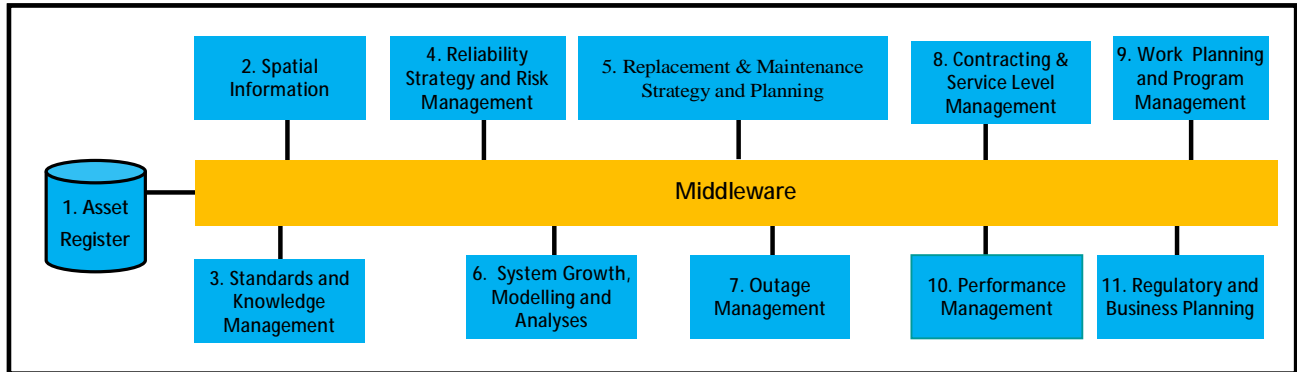 2. Spatial
Information
4. Reliability
Strategy and Risk
Management
5. Replacement & Maintenance
Strategy and Planning
8. Contracting &
Service Level
Management
9. Work Planning
and Program
Management
Middleware
1. Asset
Register
3. Standards and
Knowledge
Management
6. System Growth,
Modelling and
Analyses
7. Outage
Management
10. Performance
Management
11. Regulatory and
Business Planning